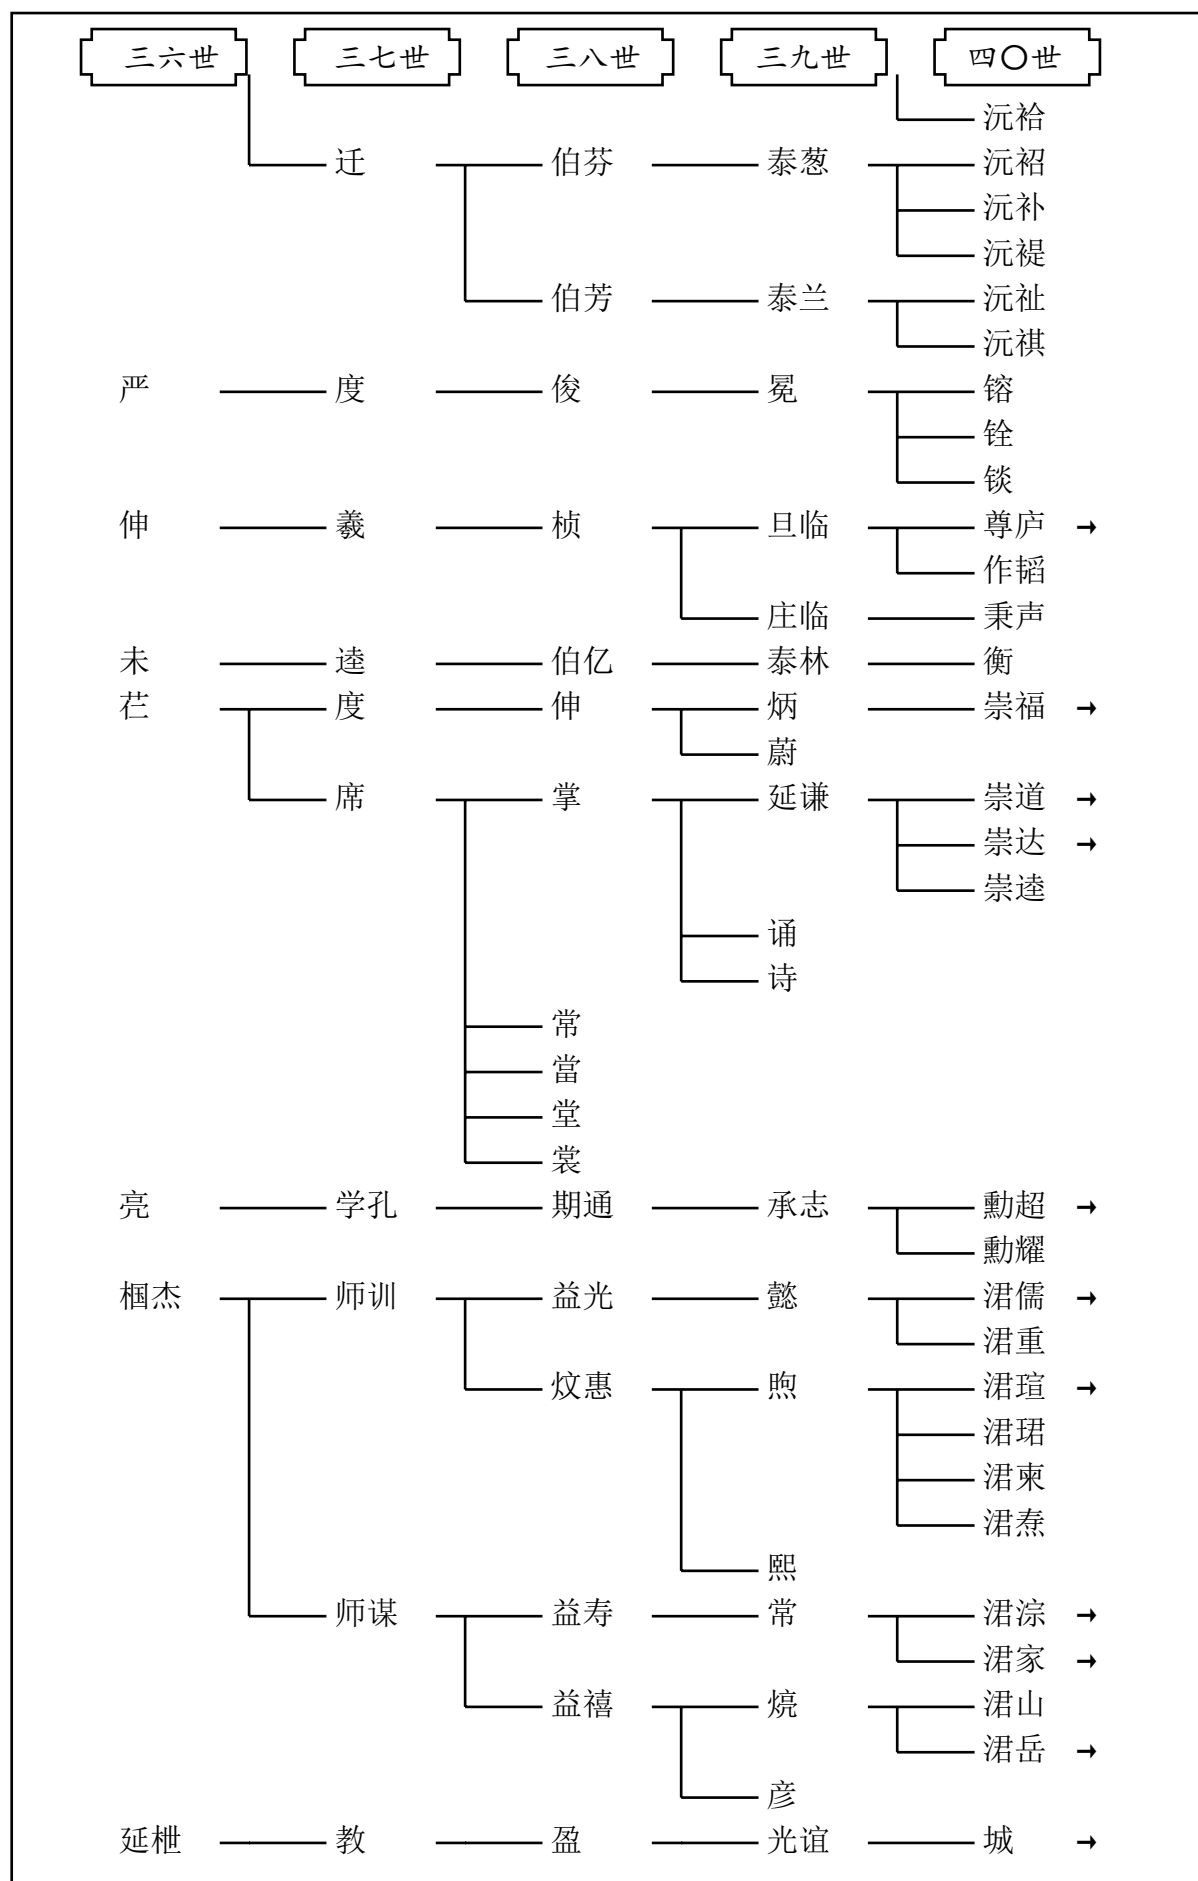 三六世 三七世 三八世 三九世 四〇世
沅袷
迁 伯芬 泰葱 沅袑
沅补
沅褆
伯芳 泰兰 沅祉
沅祺
严 度 俊 冕 镕
铨
锬
伸 羲 桢 旦临 尊庐 →
作韬
庄临 秉声
未 逵 伯亿 泰林 衡
芢 度 伸 炳 崇福 →
蔚
席 掌 延谦 崇道 →
崇达 →
崇逵
诵
诗
常
當
堂
裳
亮 学孔 期通 承志 勳超 →
勳耀
椢杰 师训 益光 懿 涒儒 →
涒重
炆惠 煦 涒瑄 →
涒珺
涒柬
涒焘
熙
师谋 益寿 常 涒淙 →
涒家 →
益禧 𬊤 涒山
涒岳 →
彦
延枻 教 盈 光谊 城 →